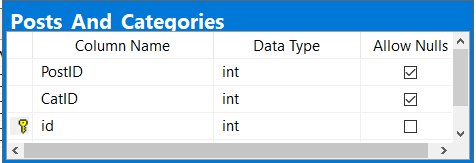 Posts And Categories
Column Name Data Type Allow Nulls
PostID int
CatID int
id int